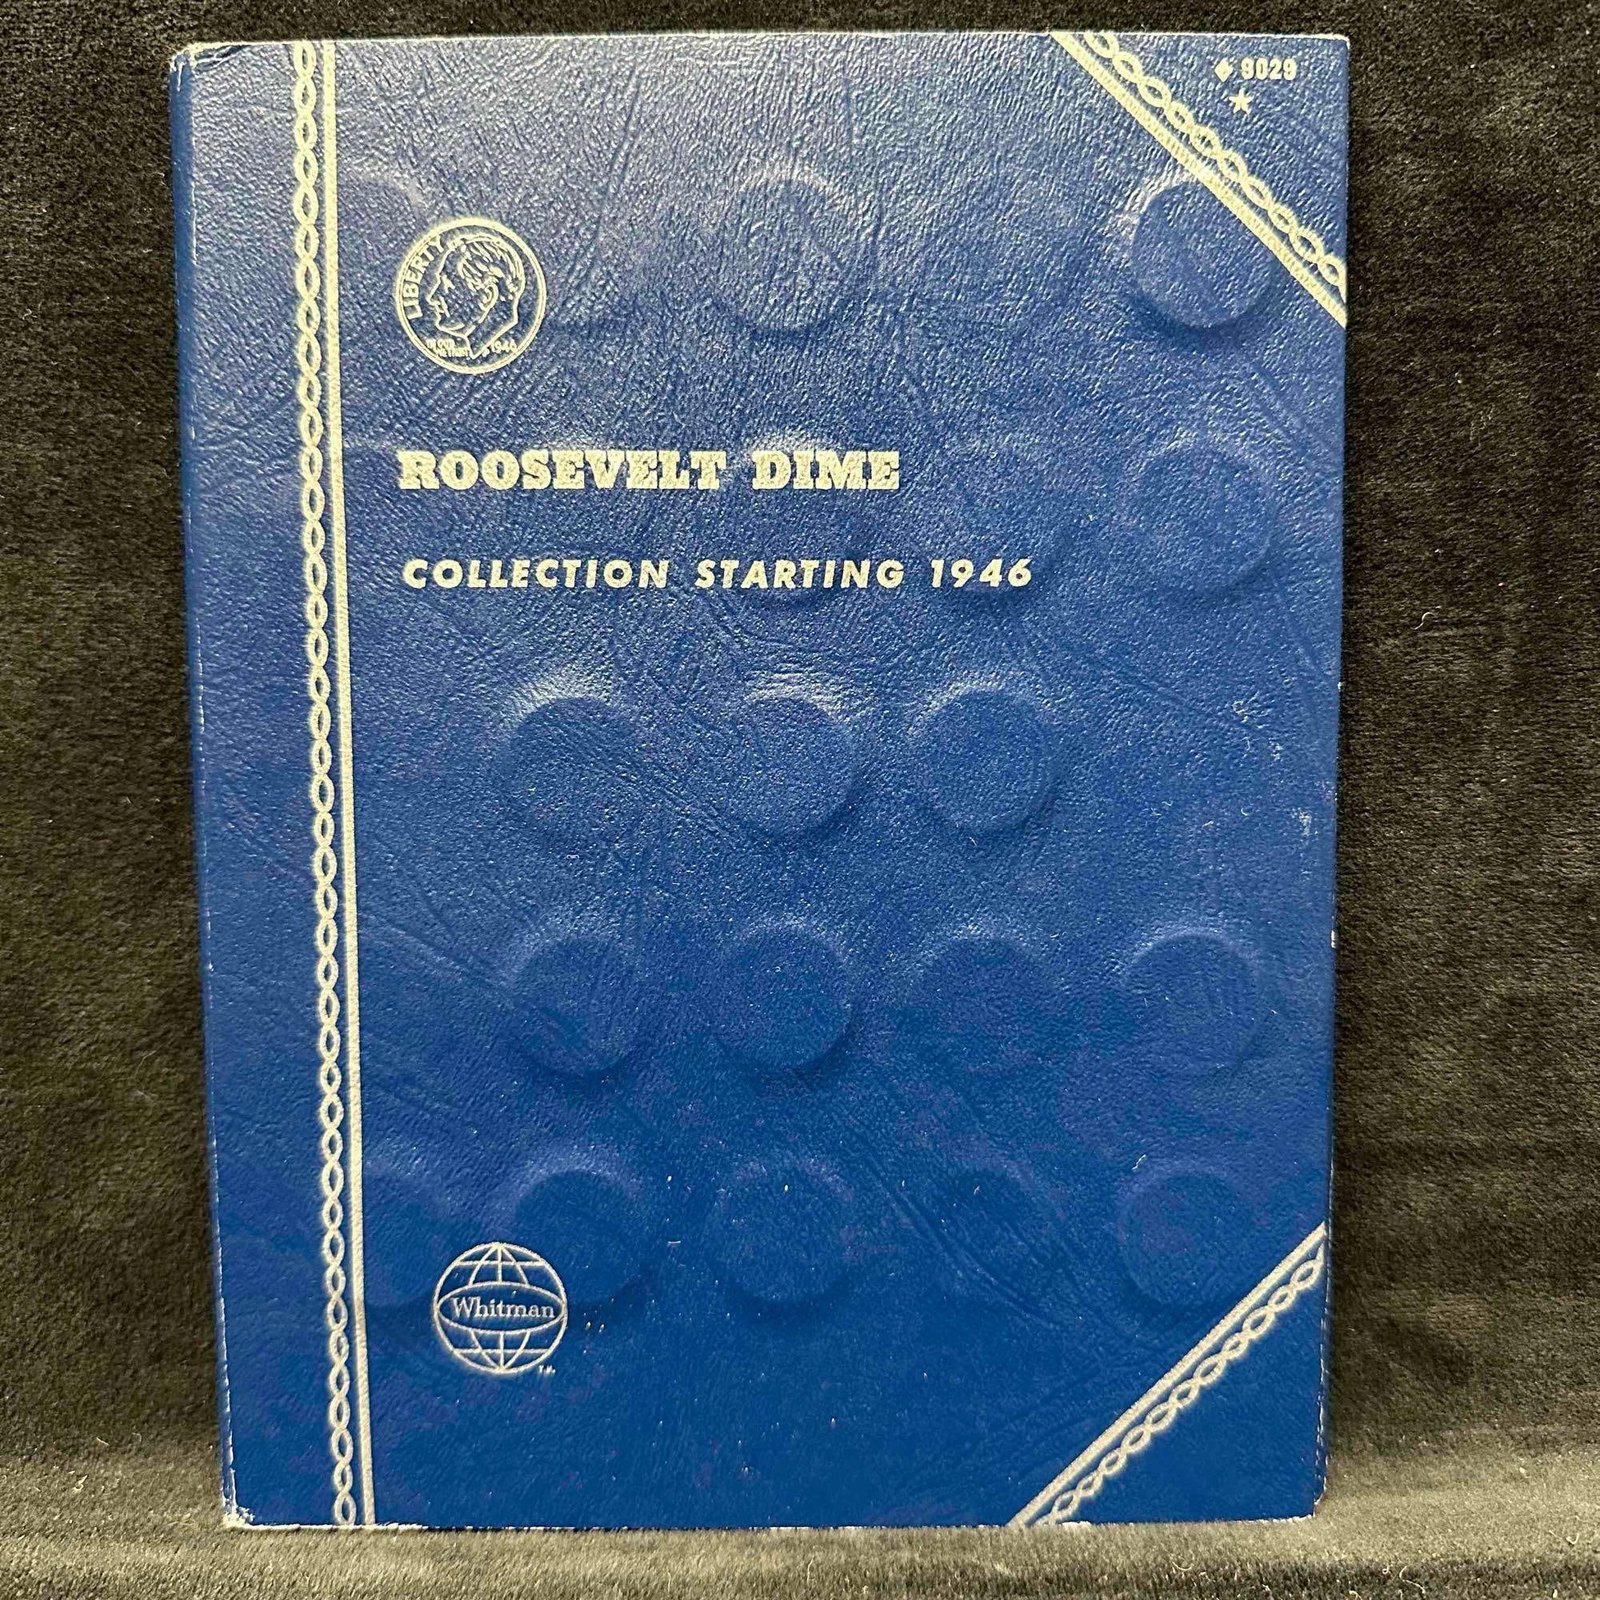 ◆ 9029
★
LIBERTY
IN GOD
WE TRUST
1946
ROOSEVELT DIME
COLLECTION STARTING 1946
Whitman
T.M.